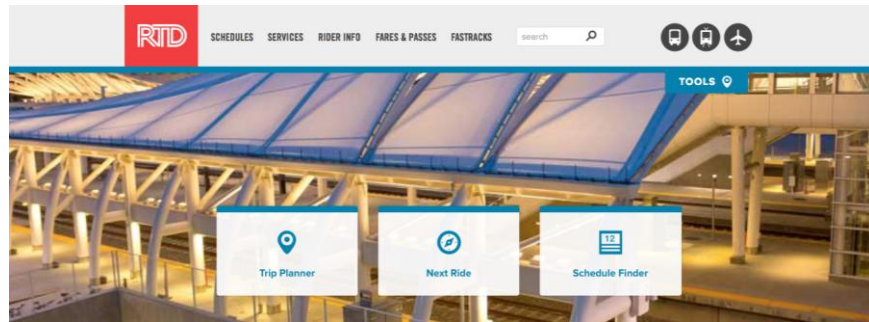 RTD
SCHEDULES SERVICES RIDER INFO FARES & PASSES FASTRACKS search
TOOLS
12
Trip Planner Next Ride Schedule Finder